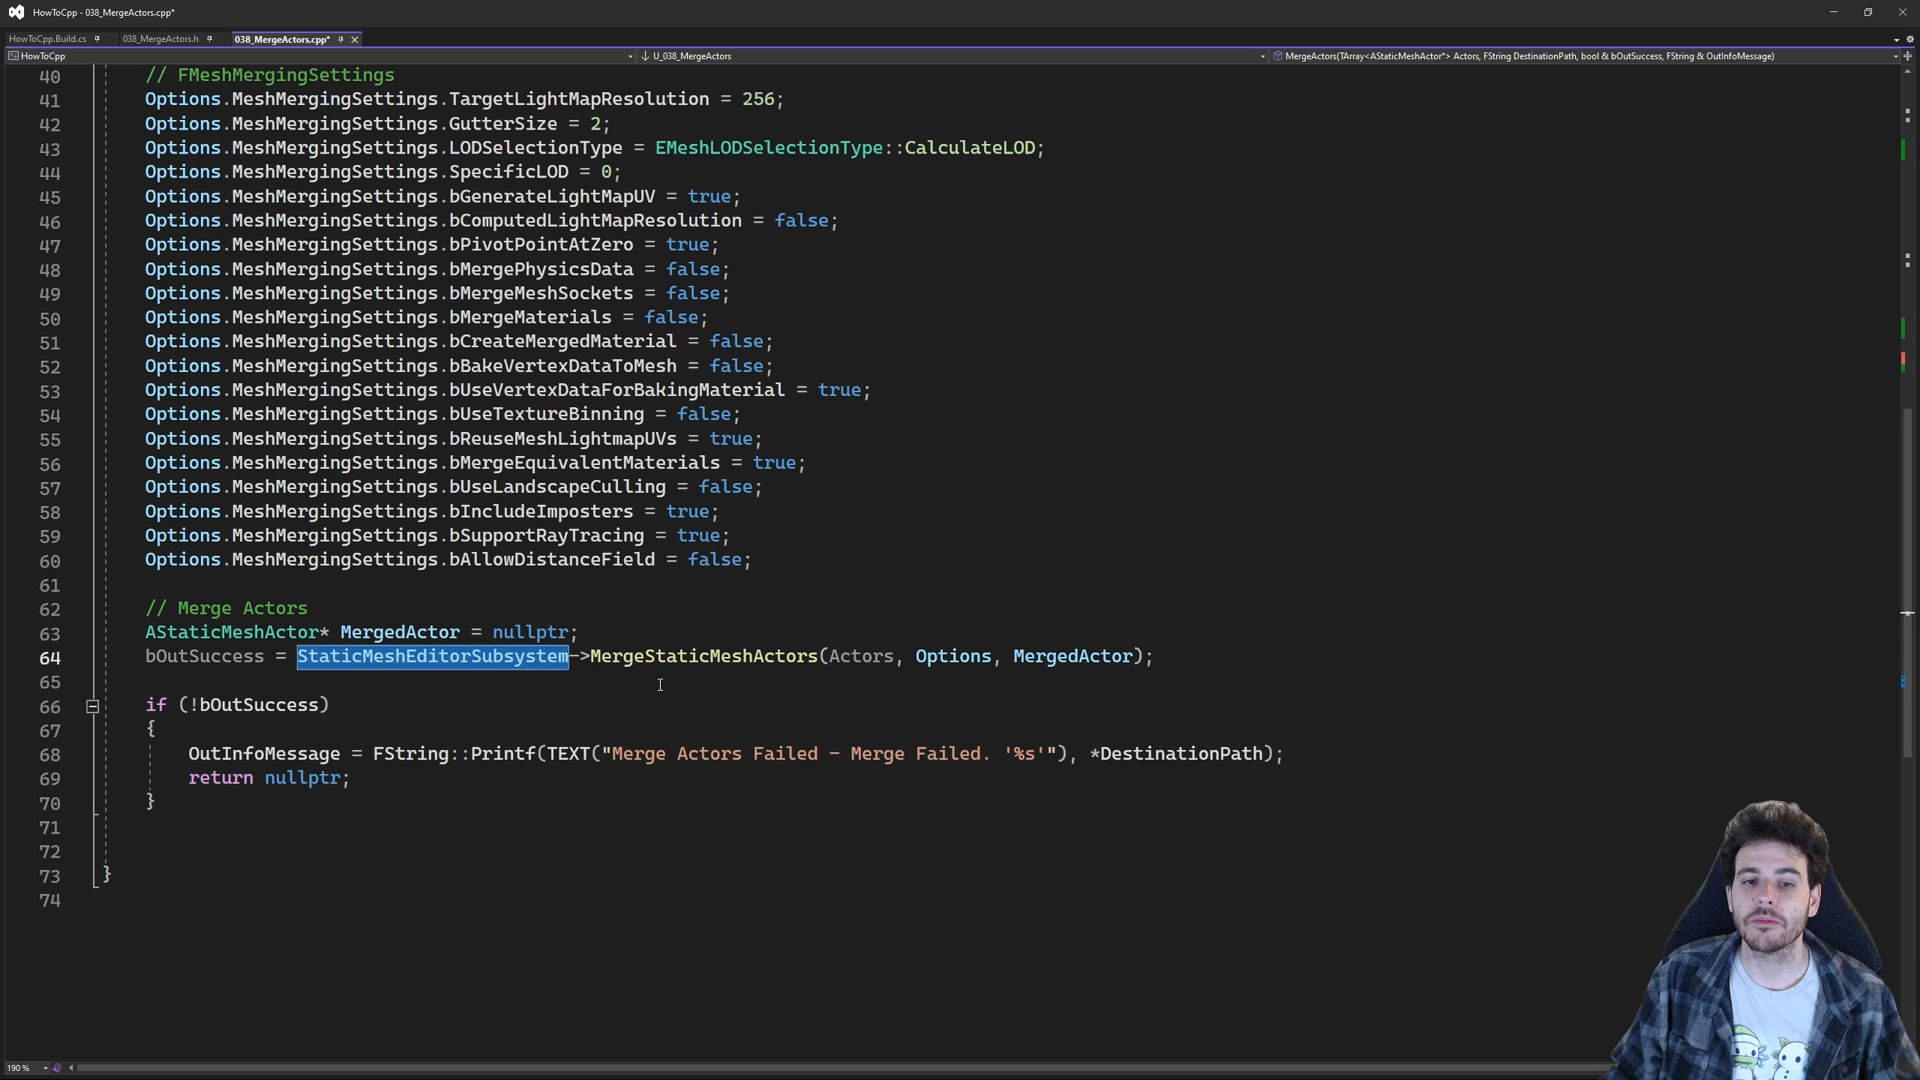 HowToCpp - 038_MergeActors.cpp*
HowToCpp.Build.cs 038_MergeActors.h 038_MergeActors.cpp*
HowToCpp U_038_MergeActors MergeActors(TArray<AStaticMeshActor*> Actors, FString DestinationPath, bool & bOutSuccess, FString & OutInfoMessage)
40 // FMeshMergingSettings
41 Options.MeshMergingSettings.TargetLightMapResolution = 256;
42 Options.MeshMergingSettings.GutterSize = 2;
43 Options.MeshMergingSettings.LODSelectionType = EMeshLODSelectionType::CalculateLOD;
44 Options.MeshMergingSettings.SpecificLOD = 0;
45 Options.MeshMergingSettings.bGenerateLightMapUV = true;
46 Options.MeshMergingSettings.bComputedLightMapResolution = false;
47 Options.MeshMergingSettings.bPivotPointAtZero = true;
48 Options.MeshMergingSettings.bMergePhysicsData = false;
49 Options.MeshMergingSettings.bMergeMeshSockets = false;
50 Options.MeshMergingSettings.bMergeMaterials = false;
51 Options.MeshMergingSettings.bCreateMergedMaterial = false;
52 Options.MeshMergingSettings.bBakeVertexDataToMesh = false;
53 Options.MeshMergingSettings.bUseVertexDataForBakingMaterial = true;
54 Options.MeshMergingSettings.bUseTextureBinning = false;
55 Options.MeshMergingSettings.bReuseMeshLightmapUVs = true;
56 Options.MeshMergingSettings.bMergeEquivalentMaterials = true;
57 Options.MeshMergingSettings.bUseLandscapeCulling = false;
58 Options.MeshMergingSettings.bIncludeImposters = true;
59 Options.MeshMergingSettings.bSupportRayTracing = true;
60 Options.MeshMergingSettings.bAllowDistanceField = false;
61
62 // Merge Actors
63 AStaticMeshActor* MergedActor = nullptr;
64 bOutSuccess = StaticMeshEditorSubsystem->MergeStaticMeshActors(Actors, Options, MergedActor);
65
66 if (!bOutSuccess)
67 {
68 OutInfoMessage = FString::Printf(TEXT("Merge Actors Failed - Merge Failed. '%s'"), *DestinationPath);
69 return nullptr;
70 }
71
72
73 }
74
190 %